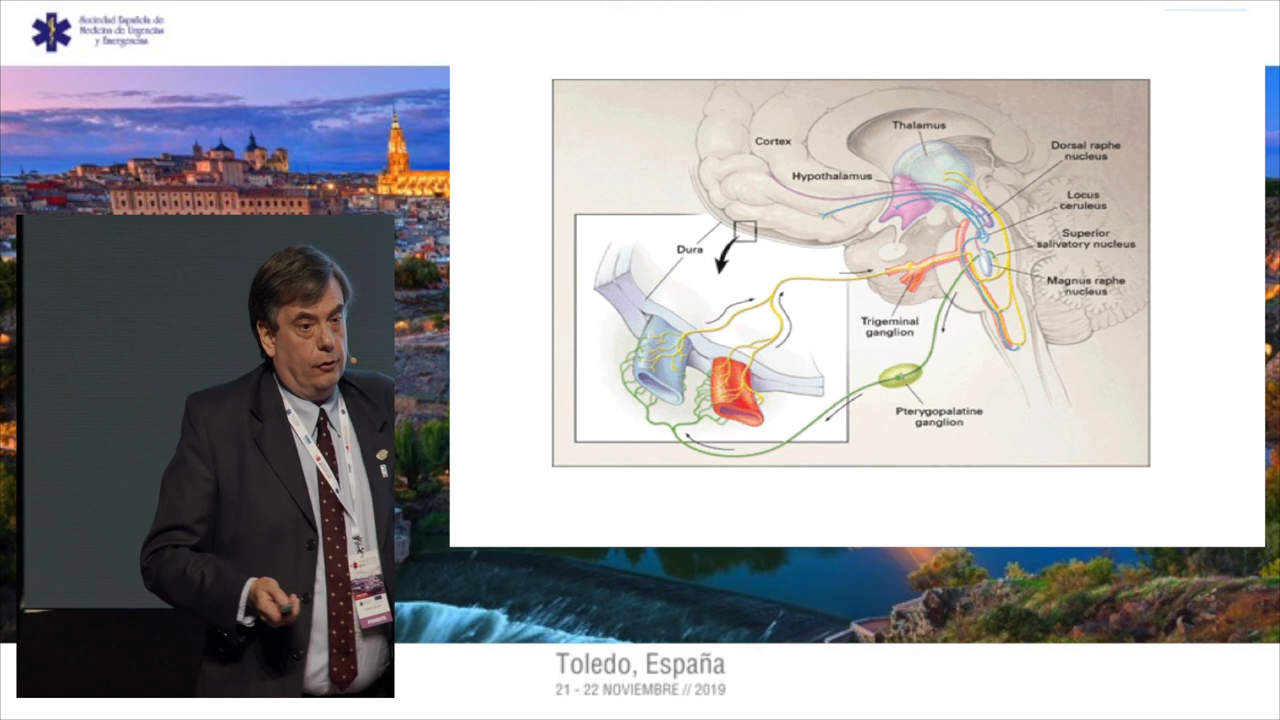 Sociedad Española de
Medicina de Urgencias
y Emergencias
Thalamus
Cortex
Dorsal raphe
nucleus
Hypothalamus
Locus
ceruleus
Superior
salivatory nucleus
Dura
Magnus raphe
nucleus
Trigeminal
ganglion
Pterygopalatine
ganglion
PONENTE
Toledo, España
21 - 22 NOVIEMBRE // 2019